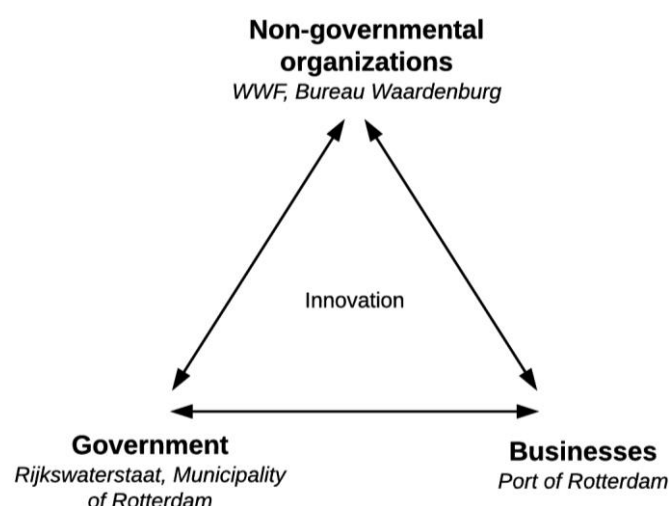 Non-governmental
organizations
WWF, Bureau Waardenburg
Innovation
Government
Rijkswaterstaat, Municipality
of Rotterdam
Businesses
Port of Rotterdam